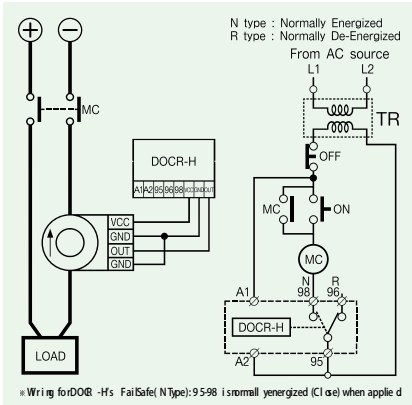 N type : Normally Energized
R type : Normally De-Energized
From AC source
L1 L2
+ −
MC
TR
OFF
DOCR-H
A1 A2 95 96 98 VCC GND OUT
VCC
GND
OUT
GND
MC ON
MC
A1 N 98 R 96
DOCR-H
A2 95
LOAD
※ Wiring for DOCR-H's FailSafe( N Type): 95-98 is normally yenergized (Close) when applied